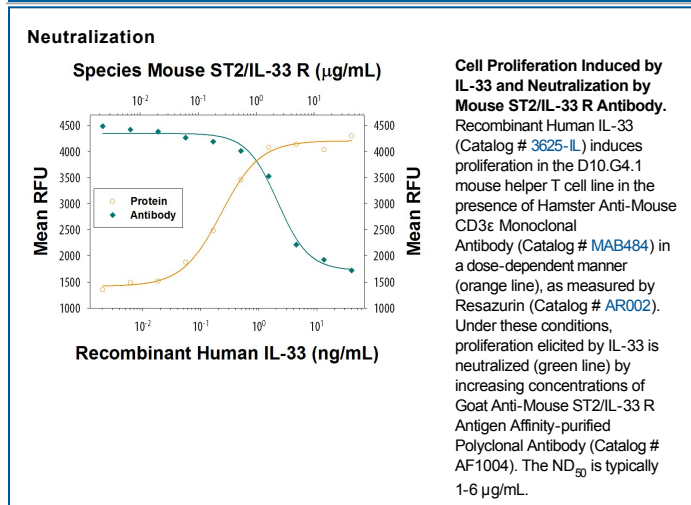 Neutralization
Species Mouse ST2/IL-33 R (μg/mL)
10-2 10-1 100 101
4500 4500
4000 4000
3500 3500
3000 3000
2500 2500
2000 2000
1500 1500
1000 1000
Mean RFU
Mean RFU
Protein
Antibody
10-2 10-1 100 101
Recombinant Human IL-33 (ng/mL)
Cell Proliferation Induced by
IL-33 and Neutralization by
Mouse ST2/IL-33 R Antibody.
Recombinant Human IL-33
(Catalog # 3625-IL) induces
proliferation in the D10.G4.1
mouse helper T cell line in the
presence of Hamster Anti-Mouse
CD3ε Monoclonal
Antibody (Catalog # MAB484) in
a dose-dependent manner
(orange line), as measured by
Resazurin (Catalog # AR002).
Under these conditions,
proliferation elicited by IL-33 is
neutralized (green line) by
increasing concentrations of
Goat Anti-Mouse ST2/IL-33 R
Antigen Affinity-purified
Polyclonal Antibody (Catalog #
AF1004). The ND50 is typically
1-6 μg/mL.